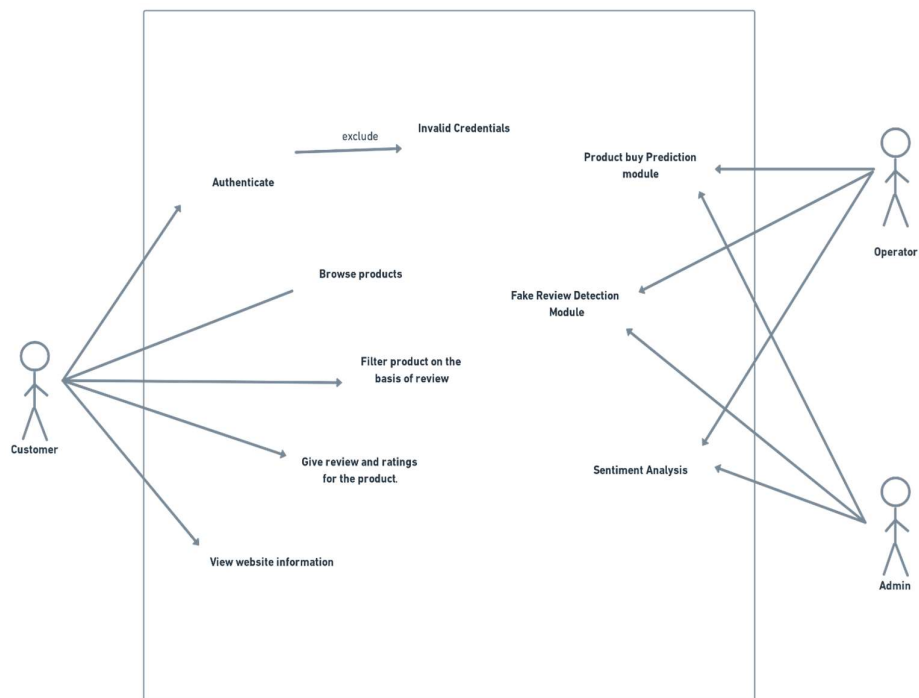 Invalid Credentials
exclude
Authenticate
Product buy Prediction
module
Operator
Browse products
Fake Review Detection
Module
Filter product on the
basis of review
Customer
Give review and ratings
for the product.
Sentiment Analysis
View website information
Admin